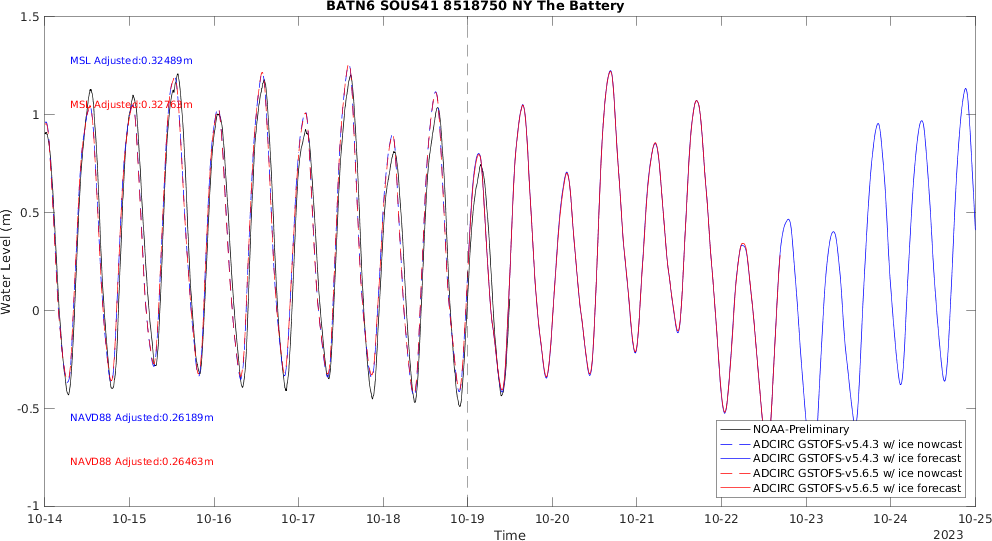 BATN6 SOUS41 8518750 NY The Battery
1.5
1
0.5
0
-0.5
-1
Water Level (m)
MSL Adjusted:0.32489m
MSL Adjusted:0.32763m
NAVD88 Adjusted:0.26189m
NAVD88 Adjusted:0.26463m
NOAA-Preliminary
ADCIRC GSTOFS-v5.4.3 w/ ice nowcast
ADCIRC GSTOFS-v5.4.3 w/ ice forecast
ADCIRC GSTOFS-v5.6.5 w/ ice nowcast
ADCIRC GSTOFS-v5.6.5 w/ ice forecast
10-14 10-15 10-16 10-17 10-18 10-19 10-20 10-21 10-22 10-23 10-24 10-25
Time
2023